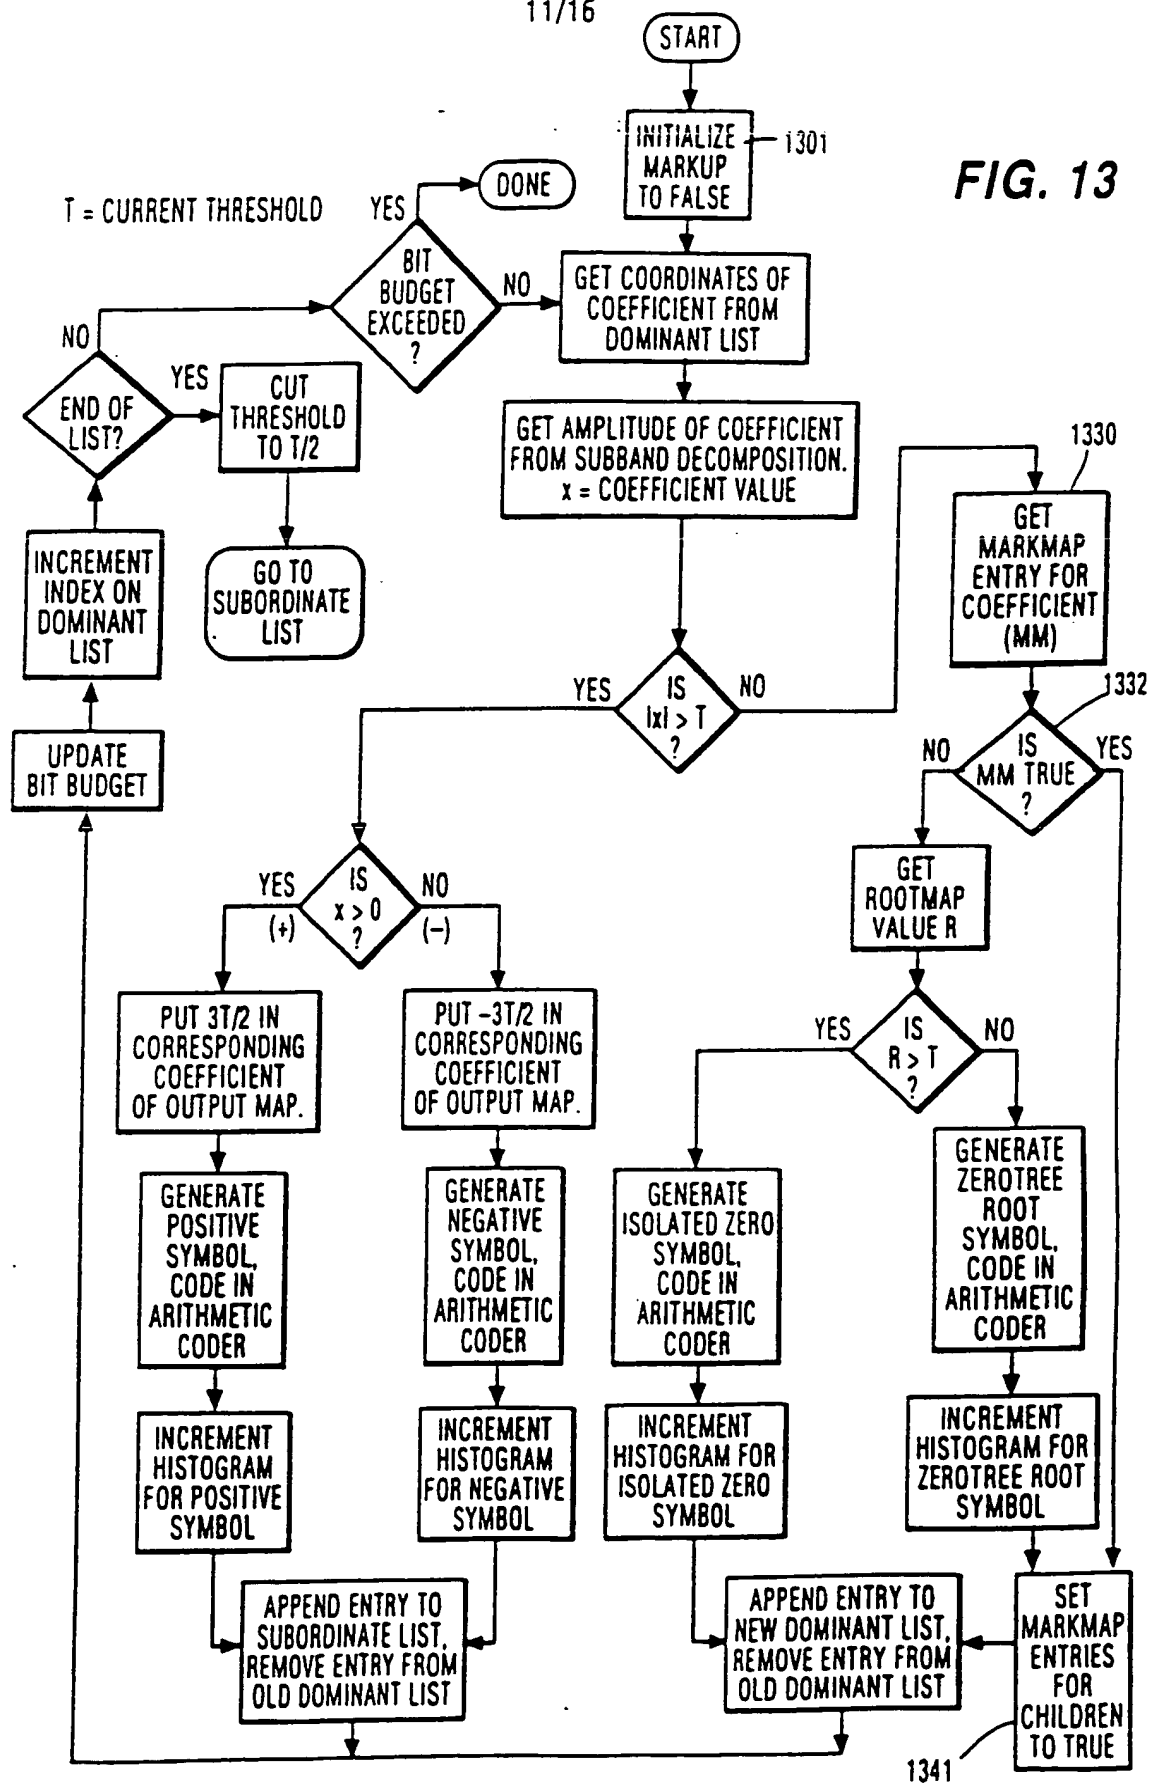 11/16
START
INITIALIZE
MARKUP
TO FALSE
1301
FIG. 13
DONE
T = CURRENT THRESHOLD
YES
BIT
BUDGET
EXCEEDED
?
NO
GET COORDINATES OF
COEFFICIENT FROM
DOMINANT LIST
NO
END OF
LIST?
YES
CUT
THRESHOLD
TO T/2
GET AMPLITUDE OF COEFFICIENT
FROM SUBBAND DECOMPOSITION.
x = COEFFICIENT VALUE
1330
GET
MARKMAP
ENTRY FOR
COEFFICIENT
(MM)
INCREMENT
INDEX ON
DOMINANT
LIST
GO TO
SUBORDINATE
LIST
YES
IS
|x| > T
?
NO
1332
NO
IS
MM TRUE
?
YES
UPDATE
BIT BUDGET
GET
ROOTMAP
VALUE R
YES
(+)
IS
x > 0
?
NO
(−)
PUT 3T/2 IN
CORRESPONDING
COEFFICIENT
OF OUTPUT MAP.
PUT −3T/2 IN
CORRESPONDING
COEFFICIENT
OF OUTPUT MAP.
YES
IS
R > T
?
NO
GENERATE
POSITIVE
SYMBOL,
CODE IN
ARITHMETIC
CODER
GENERATE
NEGATIVE
SYMBOL,
CODE IN
ARITHMETIC
CODER
GENERATE
ISOLATED ZERO
SYMBOL,
CODE IN
ARITHMETIC
CODER
GENERATE
ZEROTREE
ROOT
SYMBOL,
CODE IN
ARITHMETIC
CODER
INCREMENT
HISTOGRAM
FOR POSITIVE
SYMBOL
INCREMENT
HISTOGRAM
FOR NEGATIVE
SYMBOL
INCREMENT
HISTOGRAM FOR
ISOLATED ZERO
SYMBOL
INCREMENT
HISTOGRAM FOR
ZEROTREE ROOT
SYMBOL
APPEND ENTRY TO
SUBORDINATE LIST,
REMOVE ENTRY FROM
OLD DOMINANT LIST
APPEND ENTRY TO
NEW DOMINANT LIST,
REMOVE ENTRY FROM
OLD DOMINANT LIST
SET
MARKMAP
ENTRIES
FOR
CHILDREN
TO TRUE
1341